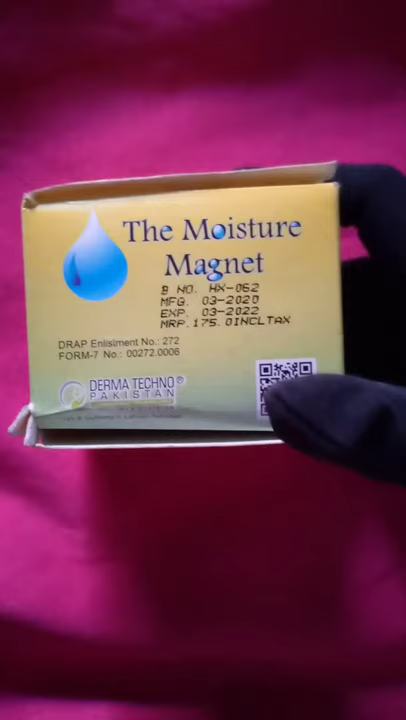 The Moisture
Magnet
B NO. HX-062
MFG. 03-2020
EXP. 03-2022
MRP.175.0INCLTAX
DRAP Enlistment No.: 272
FORM-7 No.: 00272.0006
DERMA TECHNO®
PAKISTAN